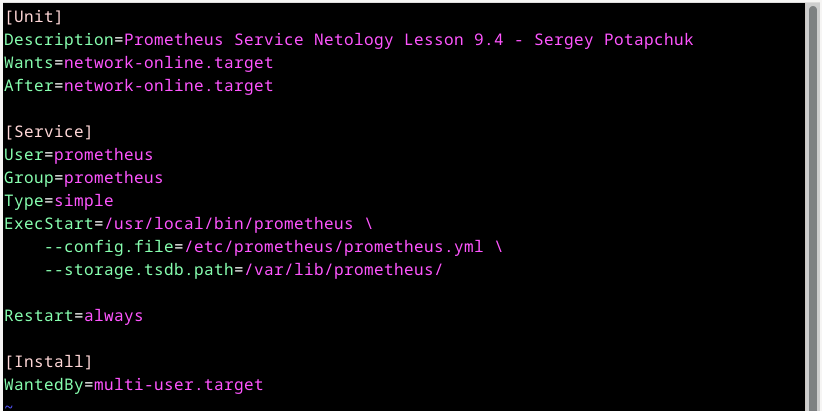 [Unit]
Description=Prometheus Service Netology Lesson 9.4 - Sergey Potapchuk
Wants=network-online.target
After=network-online.target

[Service]
User=prometheus
Group=prometheus
Type=simple
ExecStart=/usr/local/bin/prometheus \
    --config.file=/etc/prometheus/prometheus.yml \
    --storage.tsdb.path=/var/lib/prometheus/

Restart=always

[Install]
WantedBy=multi-user.target
~